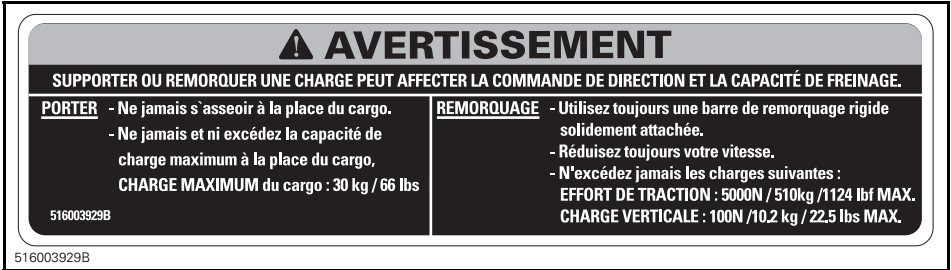 AVERTISSEMENT
SUPPORTER OU REMORQUER UNE CHARGE PEUT AFFECTER LA COMMANDE DE DIRECTION ET LA CAPACITÉ DE FREINAGE.
PORTER - Ne jamais s`asseoir à la place du cargo.
- Ne jamais et ni excédez la capacité de
charge maximum à la place du cargo,
CHARGE MAXIMUM du cargo : 30 kg / 66 lbs
516003929B
REMORQUAGE - Utilisez toujours une barre de remorquage rigide
solidement attachée.
- Réduisez toujours votre vitesse.
- N'excédez jamais les charges suivantes :
EFFORT DE TRACTION : 5000N / 510kg /1124 lbf MAX.
CHARGE VERTICALE : 100N /10.2 kg / 22.5 lbs MAX.
516003929B